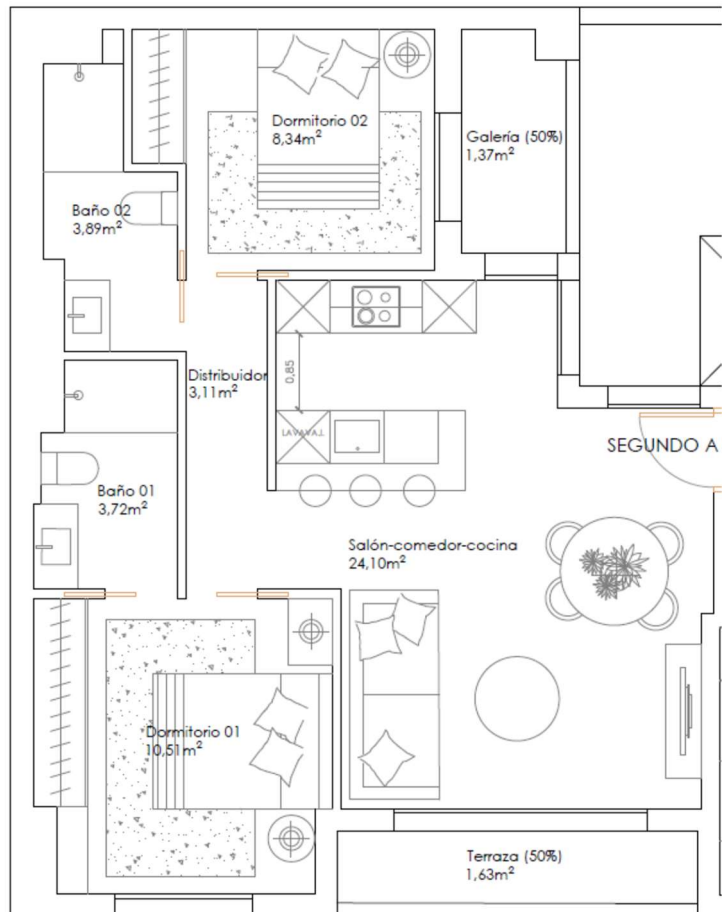 Dormitorio 02
8,34m²
Galería (50%)
1,37m²
Baño 02
3,89m²
Distribuidor
3,11m²
0,85
LAVAVAJ.
SEGUNDO A
Baño 01
3,72m²
Salón-comedor-cocina
24,10m²
Dormitorio 01
10,51m²
Terraza (50%)
1,63m²